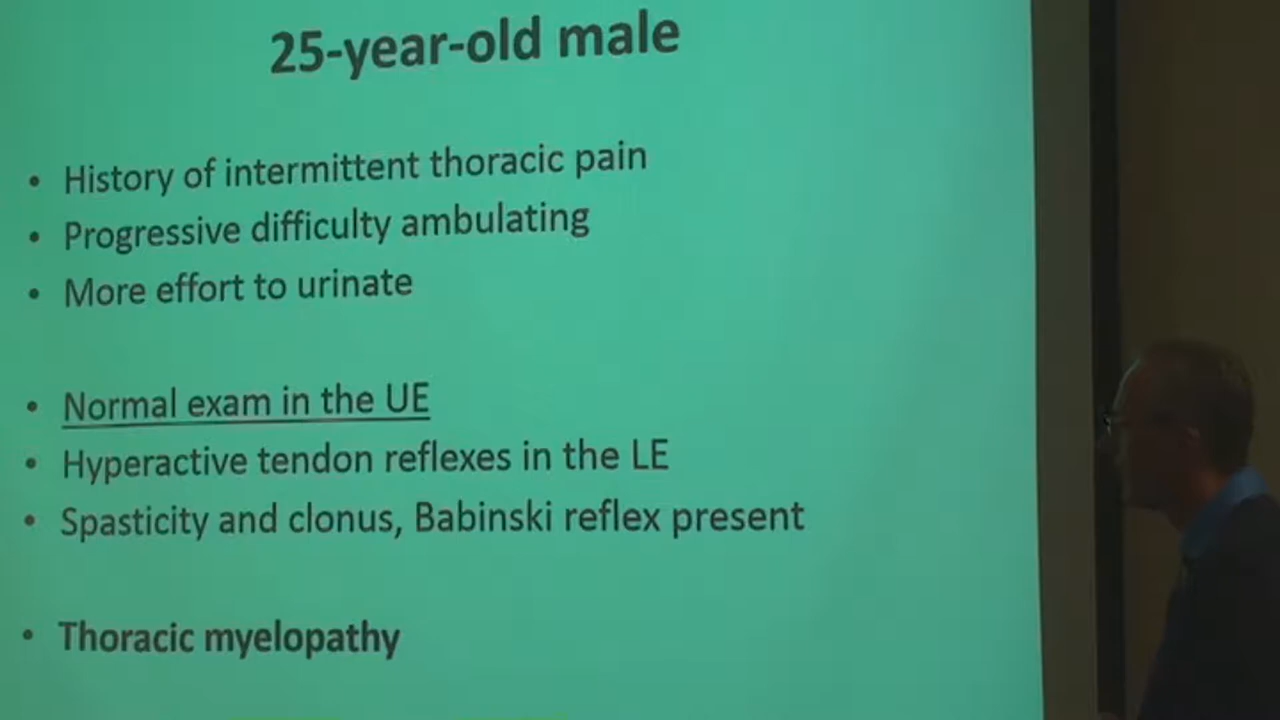 25-year-old male
• History of intermittent thoracic pain
• Progressive difficulty ambulating
• More effort to urinate
• Normal exam in the UE
• Hyperactive tendon reflexes in the LE
• Spasticity and clonus, Babinski reflex present
• Thoracic myelopathy